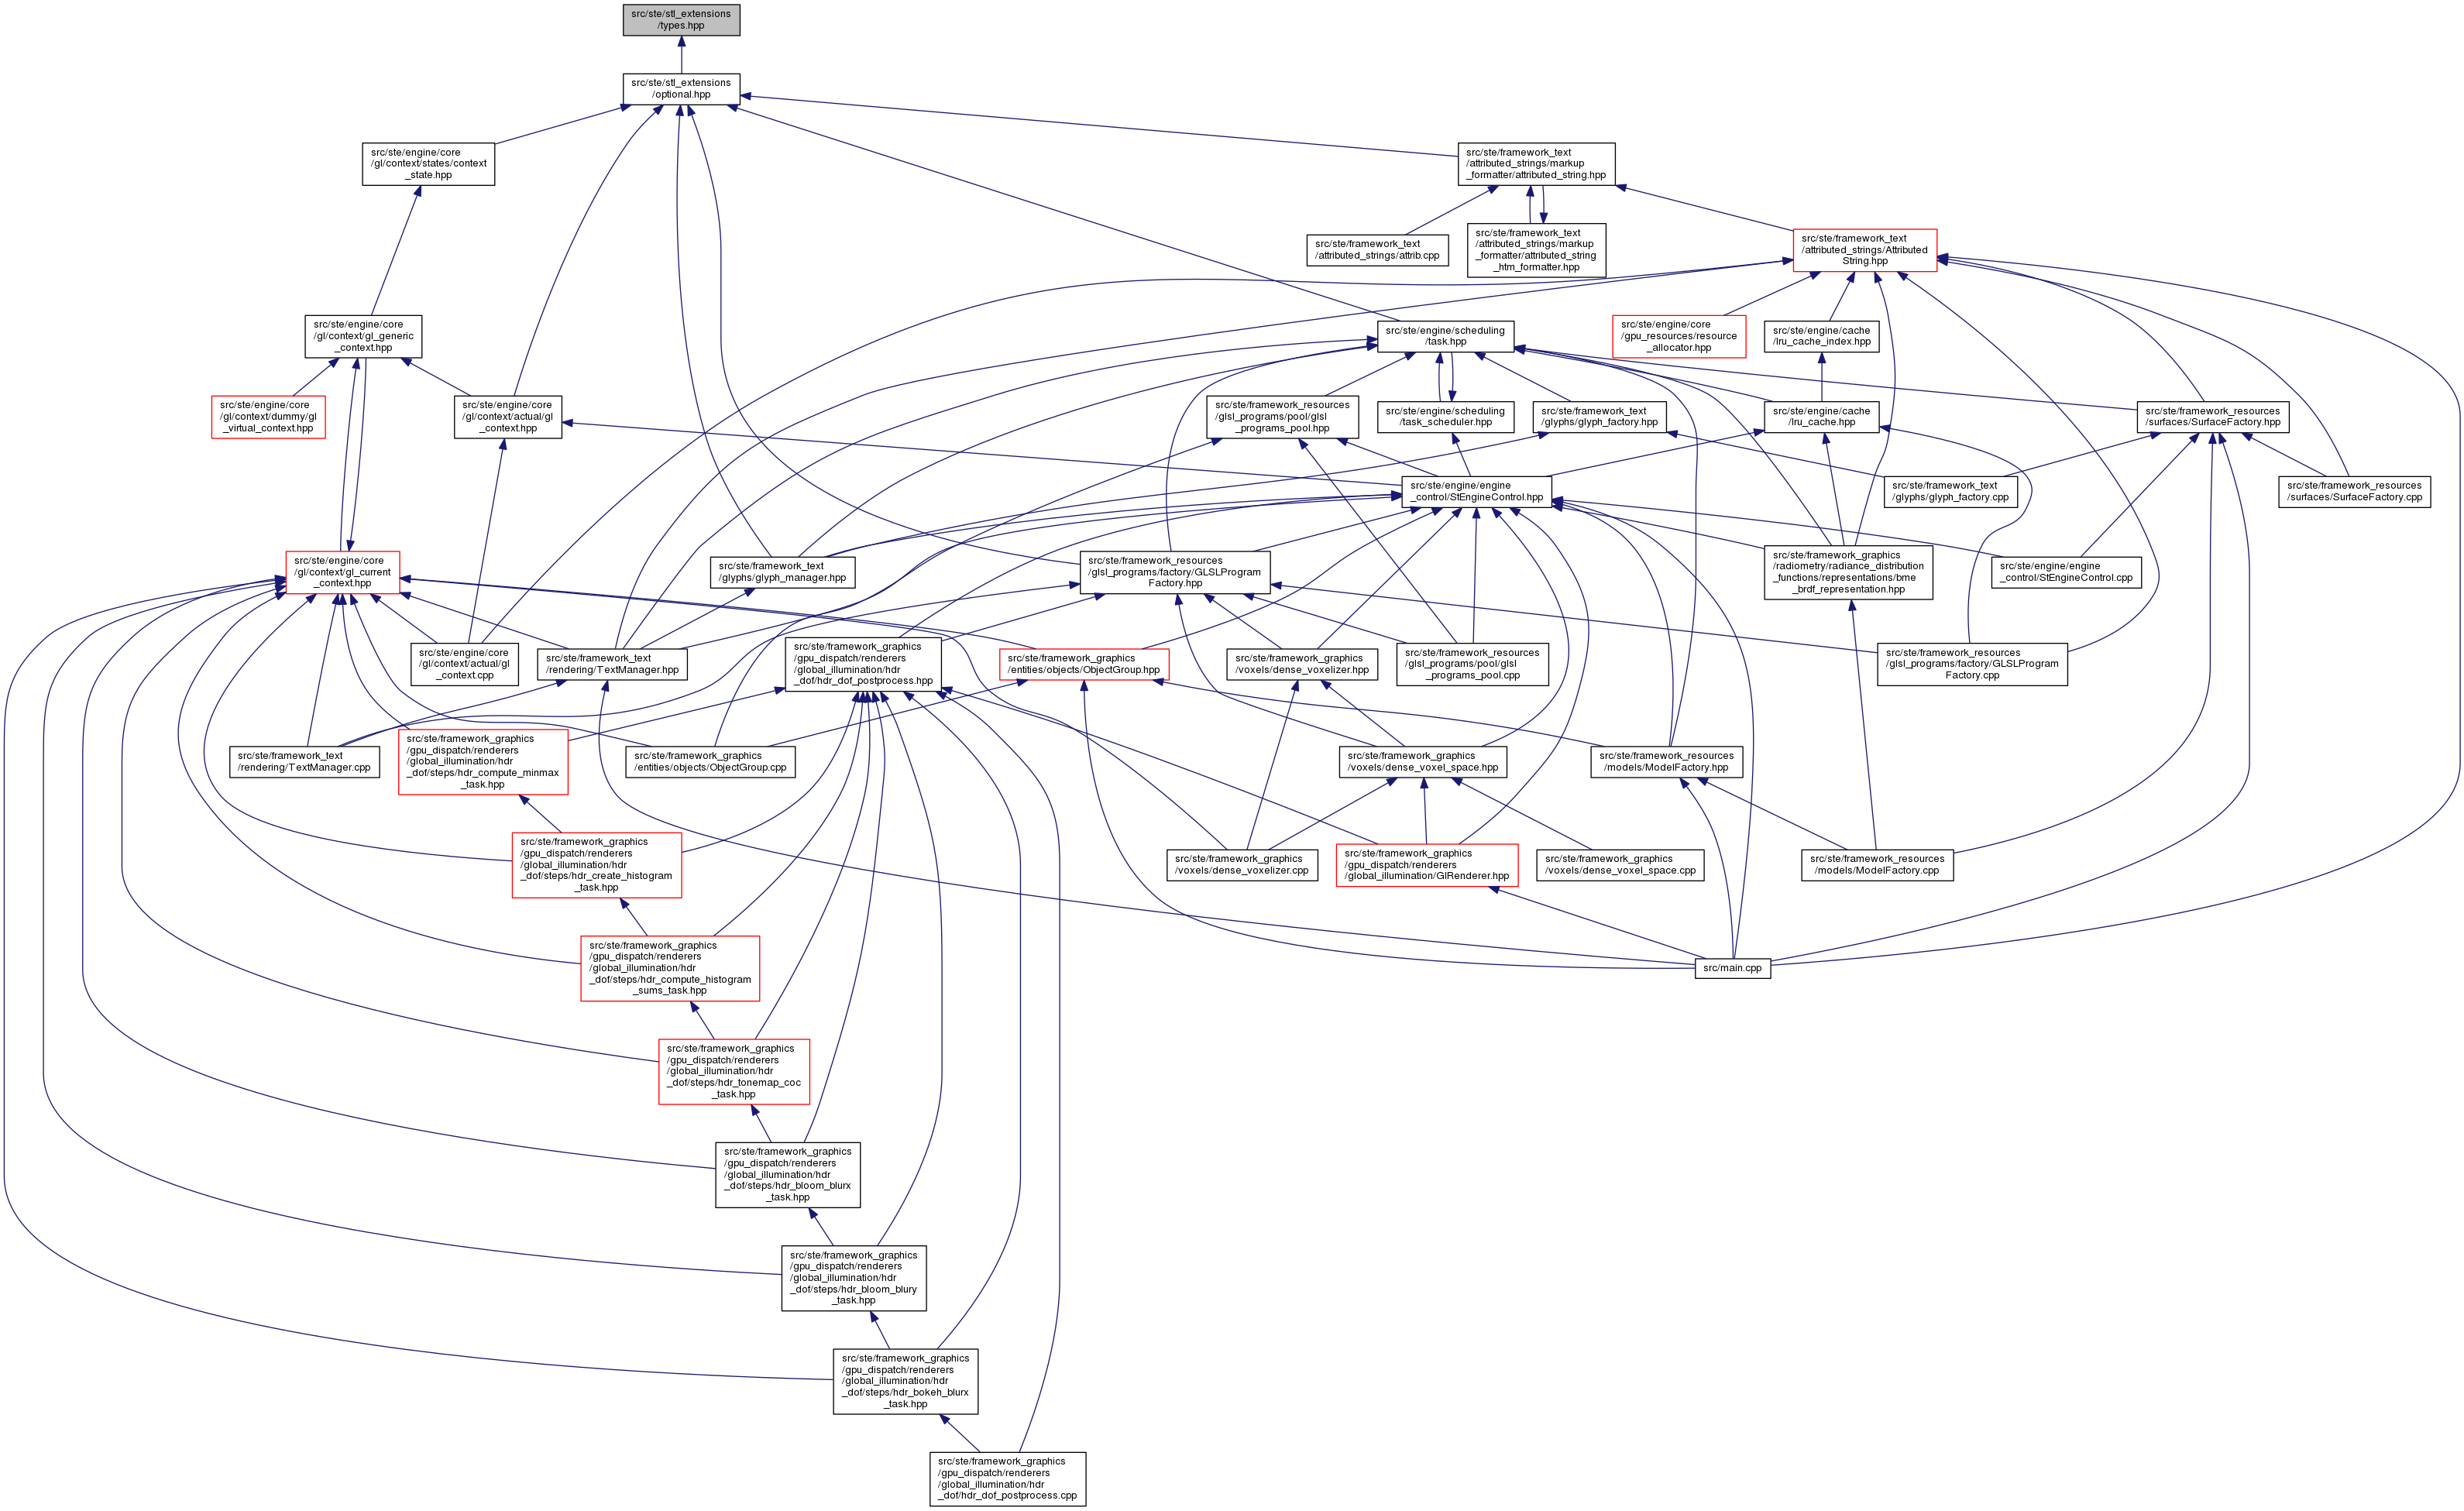 src/ste/stl_extensions
/types.hpp
src/ste/stl_extensions
/optional.hpp
src/ste/engine/core
/gl/context/states/context
_state.hpp
src/ste/framework_text
/attributed_strings/markup
_formatter/attributed_string.hpp
src/ste/framework_text
/attributed_strings/attrib.cpp
src/ste/framework_text
/attributed_strings/markup
_formatter/attributed_string
_htm_formatter.hpp
src/ste/framework_text
/attributed_strings/Attributed
String.hpp
src/ste/engine/core
/gl/context/gl_generic
_context.hpp
src/ste/engine/scheduling
/task.hpp
src/ste/engine/core
/gpu_resources/resource
_allocator.hpp
src/ste/engine/cache
/lru_cache_index.hpp
src/ste/engine/core
/gl/context/dummy/gl
_virtual_context.hpp
src/ste/engine/core
/gl/context/actual/gl
_context.hpp
src/ste/framework_resources
/glsl_programs/pool/glsl
_programs_pool.hpp
src/ste/engine/scheduling
/task_scheduler.hpp
src/ste/framework_text
/glyphs/glyph_factory.hpp
src/ste/engine/cache
/lru_cache.hpp
src/ste/framework_resources
/surfaces/SurfaceFactory.hpp
src/ste/engine/engine
_control/StEngineControl.hpp
src/ste/framework_text
/glyphs/glyph_factory.cpp
src/ste/framework_resources
/surfaces/SurfaceFactory.cpp
src/ste/engine/core
/gl/context/gl_current
_context.hpp
src/ste/framework_text
/glyphs/glyph_manager.hpp
src/ste/framework_resources
/glsl_programs/factory/GLSLProgram
Factory.hpp
src/ste/framework_graphics
/radiometry/radiance_distribution
_functions/representations/bme
_brdf_representation.hpp
src/ste/engine/engine
_control/StEngineControl.cpp
src/ste/engine/core
/gl/context/actual/gl
_context.cpp
src/ste/framework_text
/rendering/TextManager.hpp
src/ste/framework_graphics
/gpu_dispatch/renderers
/global_illumination/hdr
_dof/hdr_dof_postprocess.hpp
src/ste/framework_graphics
/entities/objects/ObjectGroup.hpp
src/ste/framework_graphics
/voxels/dense_voxelizer.hpp
src/ste/framework_resources
/glsl_programs/pool/glsl
_programs_pool.cpp
src/ste/framework_resources
/glsl_programs/factory/GLSLProgram
Factory.cpp
src/ste/framework_text
/rendering/TextManager.cpp
src/ste/framework_graphics
/gpu_dispatch/renderers
/global_illumination/hdr
_dof/steps/hdr_compute_minmax
_task.hpp
src/ste/framework_graphics
/entities/objects/ObjectGroup.cpp
src/ste/framework_graphics
/voxels/dense_voxel_space.hpp
src/ste/framework_resources
/models/ModelFactory.hpp
src/ste/framework_graphics
/gpu_dispatch/renderers
/global_illumination/hdr
_dof/steps/hdr_create_histogram
_task.hpp
src/ste/framework_graphics
/voxels/dense_voxelizer.cpp
src/ste/framework_graphics
/gpu_dispatch/renderers
/global_illumination/GIRenderer.hpp
src/ste/framework_graphics
/voxels/dense_voxel_space.cpp
src/ste/framework_resources
/models/ModelFactory.cpp
src/ste/framework_graphics
/gpu_dispatch/renderers
/global_illumination/hdr
_dof/steps/hdr_compute_histogram
_sums_task.hpp
src/main.cpp
src/ste/framework_graphics
/gpu_dispatch/renderers
/global_illumination/hdr
_dof/steps/hdr_tonemap_coc
_task.hpp
src/ste/framework_graphics
/gpu_dispatch/renderers
/global_illumination/hdr
_dof/steps/hdr_bloom_blurx
_task.hpp
src/ste/framework_graphics
/gpu_dispatch/renderers
/global_illumination/hdr
_dof/steps/hdr_bloom_blury
_task.hpp
src/ste/framework_graphics
/gpu_dispatch/renderers
/global_illumination/hdr
_dof/steps/hdr_bokeh_blurx
_task.hpp
src/ste/framework_graphics
/gpu_dispatch/renderers
/global_illumination/hdr
_dof/hdr_dof_postprocess.cpp